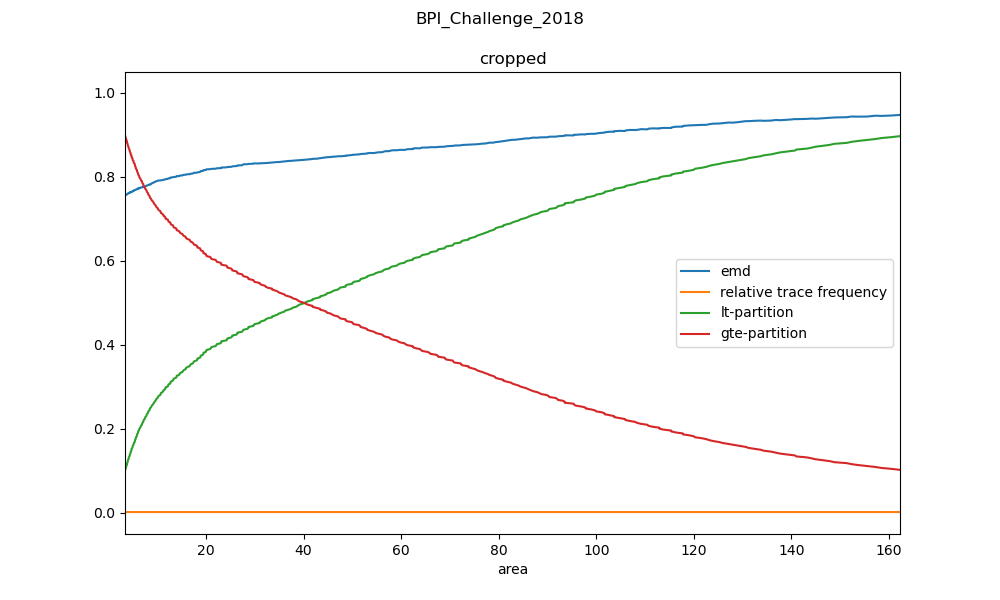 BPI_Challenge_2018
cropped
1.0
0.8
0.6
0.4
0.2
0.0
emd
relative trace frequency
lt-partition
gte-partition
20 40 60 80 100 120 140 160
area